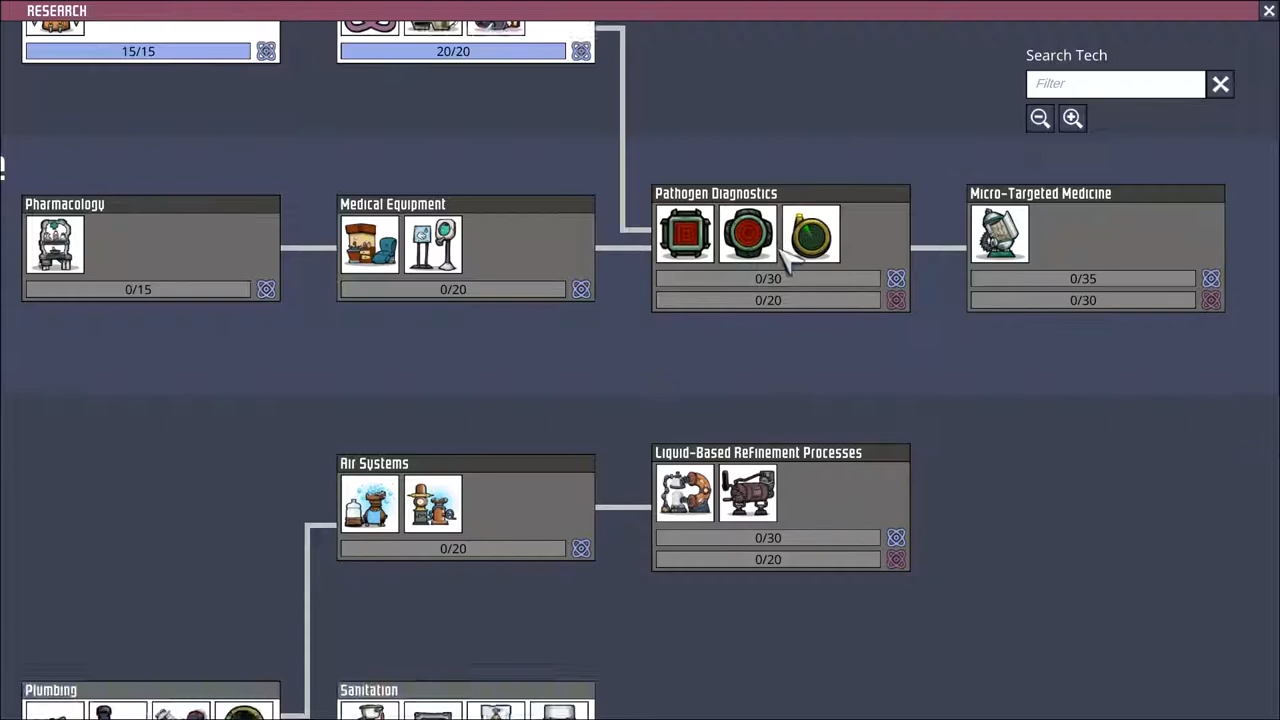 RESEARCH
15/15
20/20
Search Tech
Filter
Pharmacology
0/15
Medical Equipment
0/20
Pathogen Diagnostics
0/30
0/20
Micro-Targeted Medicine
0/35
0/30
Air Systems
0/20
Liquid-Based Refinement Processes
0/30
0/20
Plumbing
Sanitation